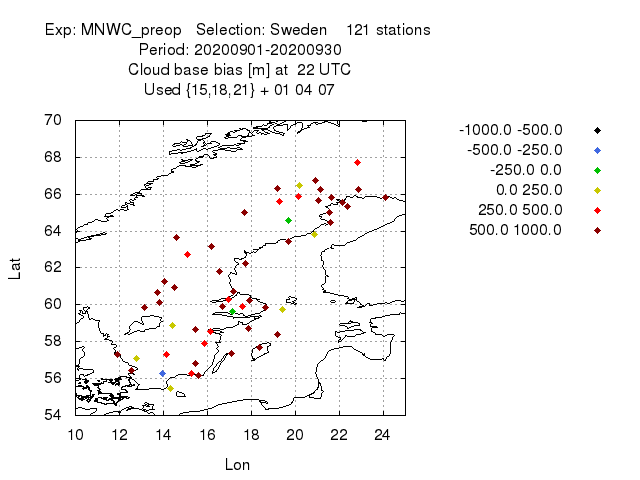 Exp: MNWC_preop   Selection: Sweden    121 stations
Period: 20200901-20200930
Cloud base bias [m] at  22 UTC
Used {15,18,21} + 01 04 07
70
68
66
64
62
60
58
56
54
Lat
10 12 14 16 18 20 22 24
Lon
-1000.0 -500.0
-500.0 -250.0
-250.0 0.0
0.0 250.0
250.0 500.0
500.0 1000.0